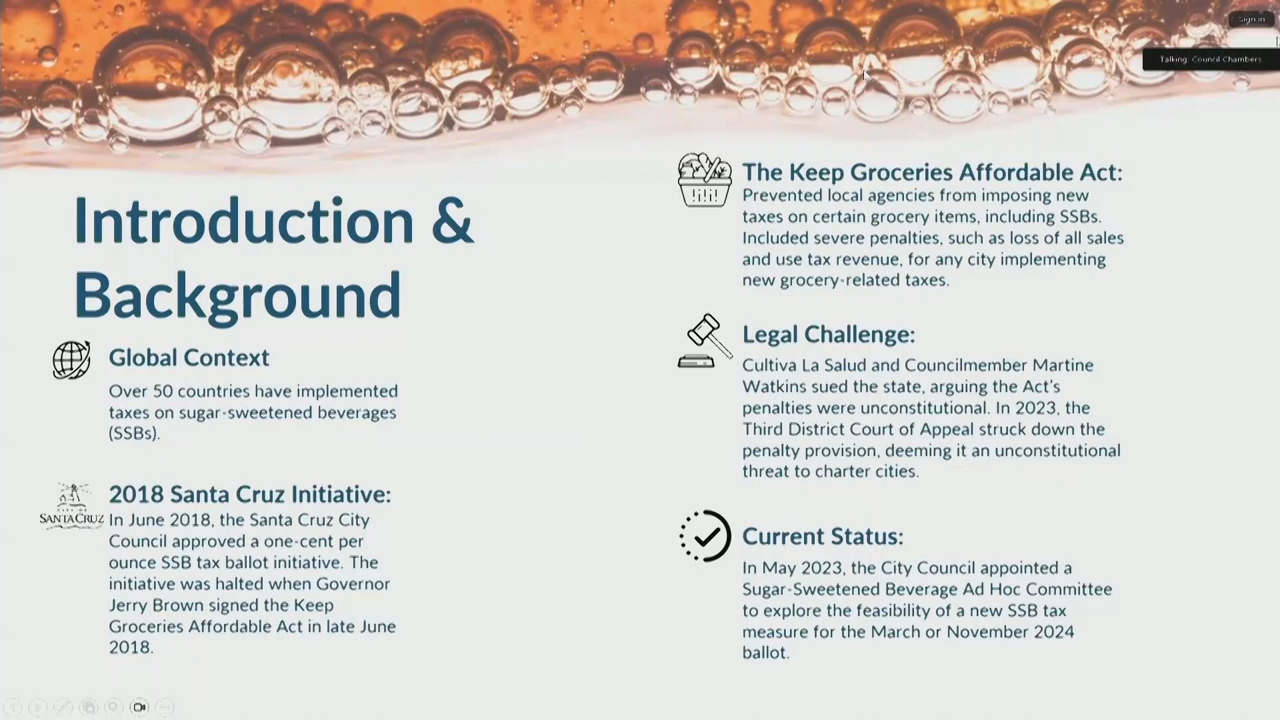 Sign in
Talking: Council Chambers
Introduction &
Background
Global Context
Over 50 countries have implemented
taxes on sugar-sweetened beverages
(SSBs).
2018 Santa Cruz Initiative:
SANTA CRUZ
In June 2018, the Santa Cruz City
Council approved a one-cent per
ounce SSB tax ballot initiative. The
initiative was halted when Governor
Jerry Brown signed the Keep
Groceries Affordable Act in late June
2018.
The Keep Groceries Affordable Act:
Prevented local agencies from imposing new
taxes on certain grocery items, including SSBs.
Included severe penalties, such as loss of all sales
and use tax revenue, for any city implementing
new grocery-related taxes.
Legal Challenge:
Cultiva La Salud and Councilmember Martine
Watkins sued the state, arguing the Act's
penalties were unconstitutional. In 2023, the
Third District Court of Appeal struck down the
penalty provision, deeming it an unconstitutional
threat to charter cities.
Current Status:
In May 2023, the City Council appointed a
Sugar-Sweetened Beverage Ad Hoc Committee
to explore the feasibility of a new SSB tax
measure for the March or November 2024
ballot.